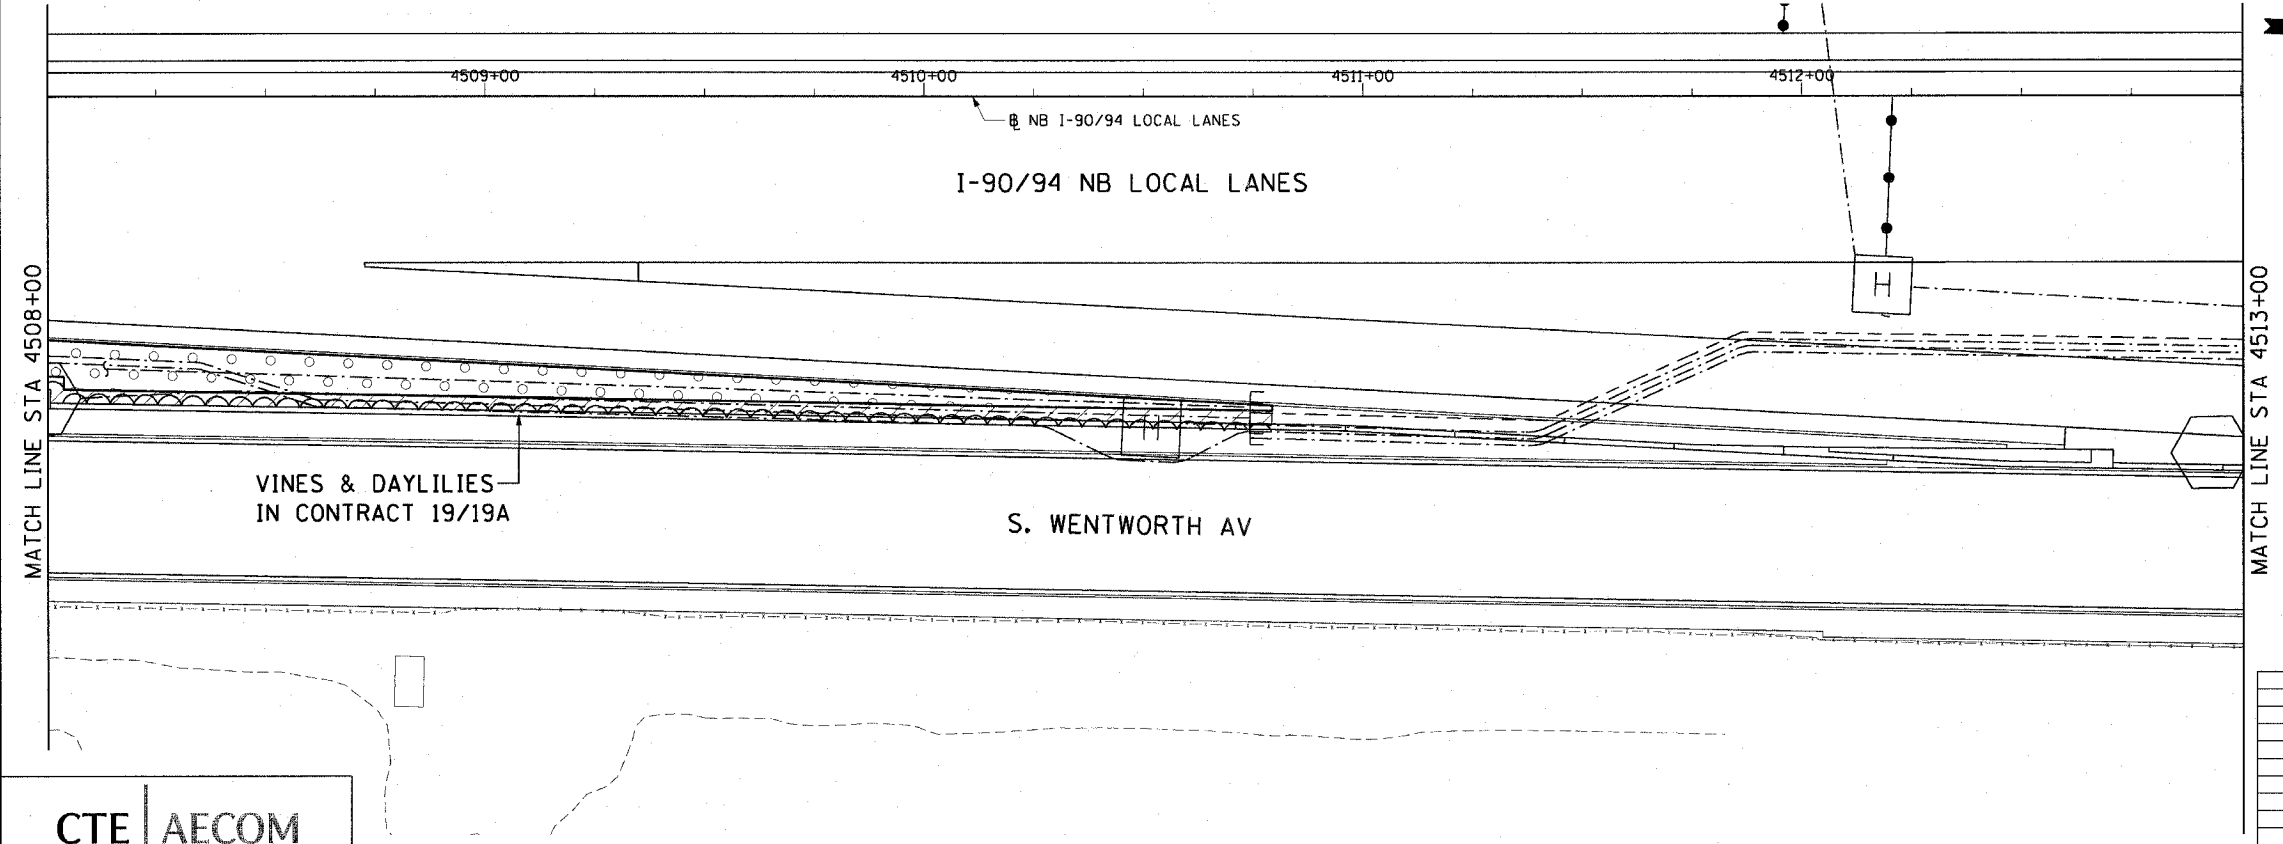 4509+00 4510+00 4511+00 4512+00
℄ NB I-90/94 LOCAL LANES
I-90/94 NB LOCAL LANES
H
MATCH LINE STA 4508+00
MATCH LINE STA 4513+00
H
VINES & DAYLILIES
IN CONTRACT 19/19A
S. WENTWORTH AV
CTE | AECOM